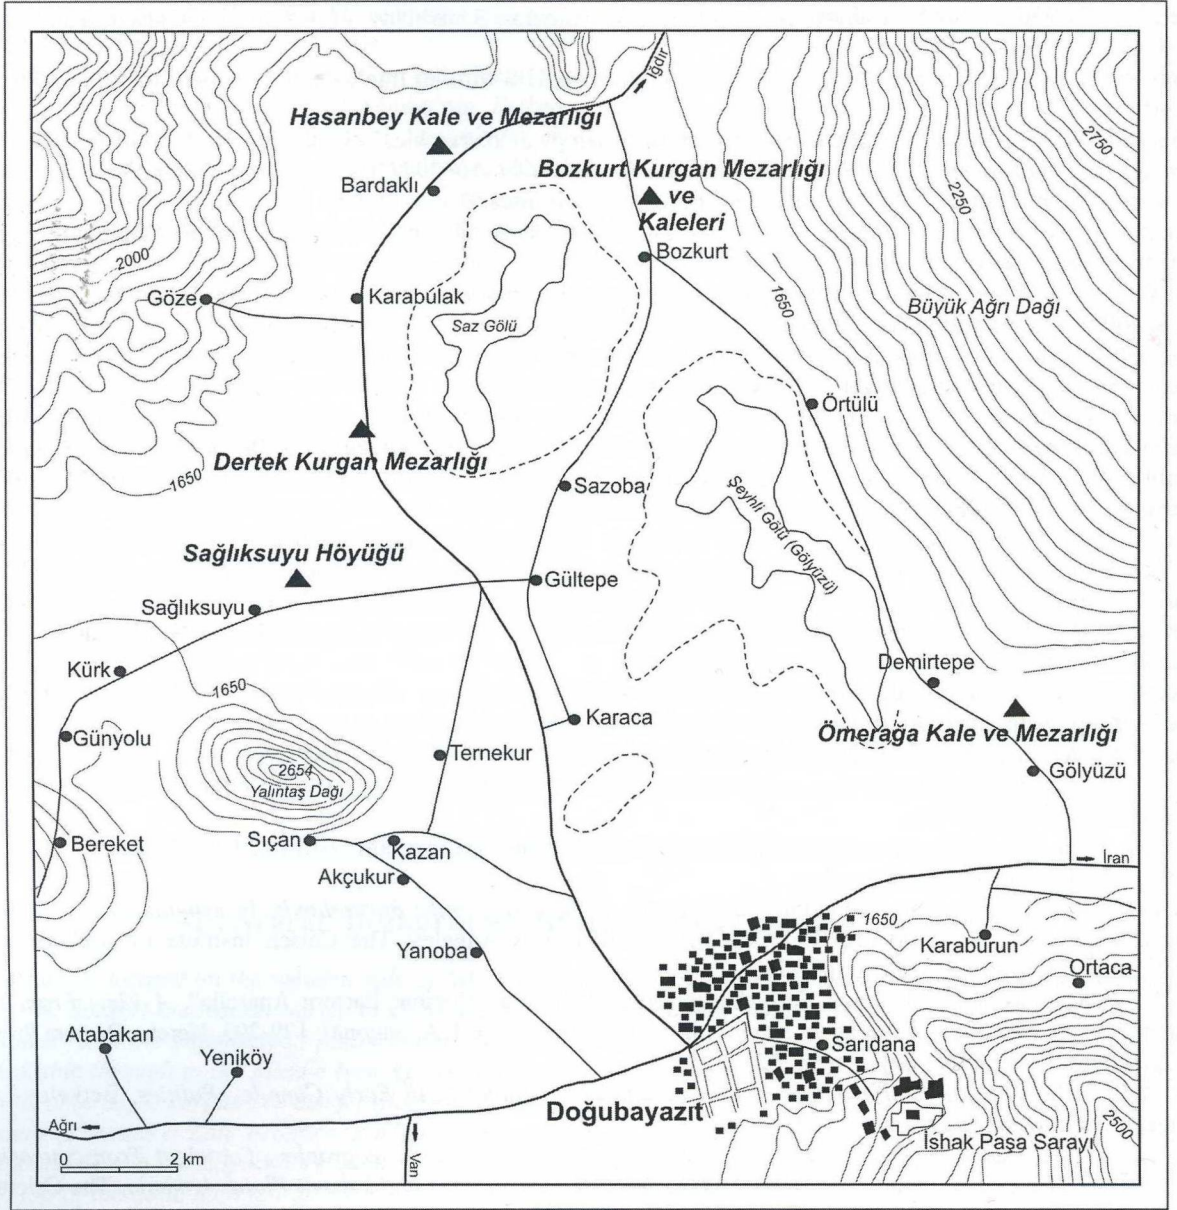 Iğdır
Hasanbey Kale ve Mezarlığı
2750
Bardaklı
Bozkurt Kurgan Mezarlığı
ve
Kaleleri
2250
Bozkurt
2000
Göze
Karabulak
1650
Büyük Ağrı Dağı
Saz Gölü
Örtülü
Dertek Kurgan Mezarlığı
1650
Sazoba
Şeyhli Gölü (Gölyüzü)
Sağlıksuyu Höyüğü
Gültepe
Sağlıksuyu
Kürk
Demirtepe
1650
Karaca
Günyolu
Ömerağa Kale ve Mezarlığı
Ternekur
2654
Yalıntaş Dağı
Gölyüzü
Bereket
Sıçan
Kazan
İran
Akçukur
1650
Karaburun
Yanoba
Ortaca
Atabakan
Yeniköy
Sarıdana
Doğubayazıt
2500
Ağrı
Van
İshak Paşa Sarayı
0 2 km